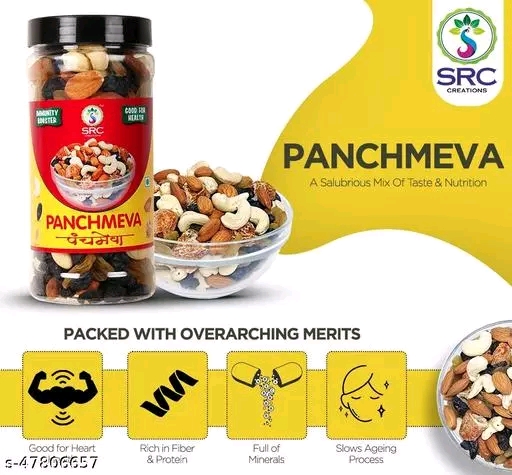 SRC
CREATIONS
IMMUNITY
BOOSTER
GOOD FOR
HEALTH
SRC
PANCHMEVA
पंचमेवा
PANCHMEVA
A Salubrious Mix Of Taste & Nutrition
PACKED WITH OVERARCHING MERITS
Good for Heart
Rich in Fiber
& Protein
Full of
Minerals
Slows Ageing
Process
s-47806657